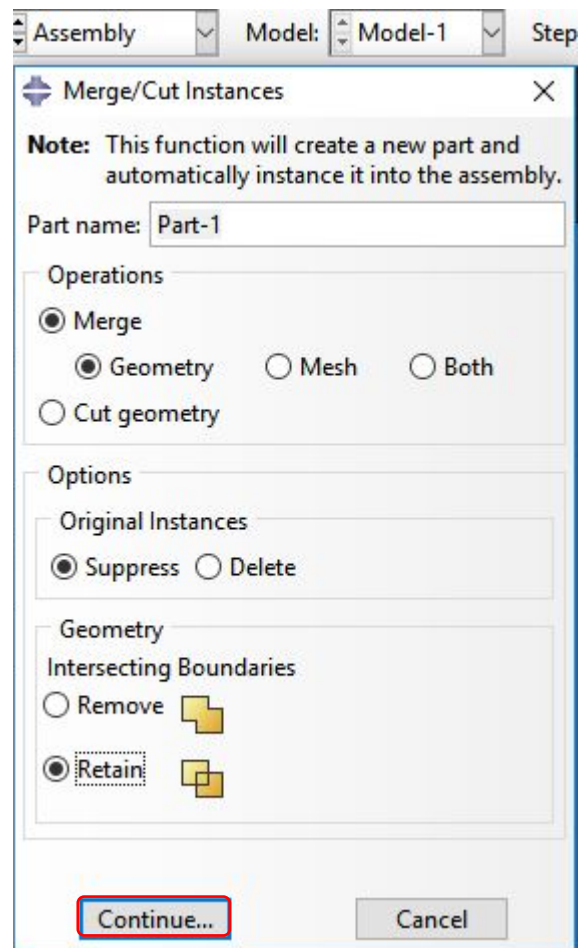 Assembly Model: Model-1 Step
Merge/Cut Instances
Note: This function will create a new part and
automatically instance it into the assembly.
Part name: Part-1
Operations
Merge
Geometry Mesh Both
Cut geometry
Options
Original Instances
Suppress Delete
Geometry
Intersecting Boundaries
Remove
Retain
Continue... Cancel